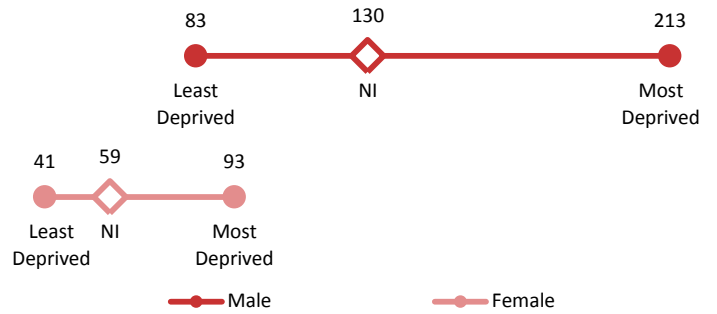 83 130 213
Least
Deprived
NI
Most
Deprived
41 59 93
Least
Deprived
NI
Most
Deprived
Male Female